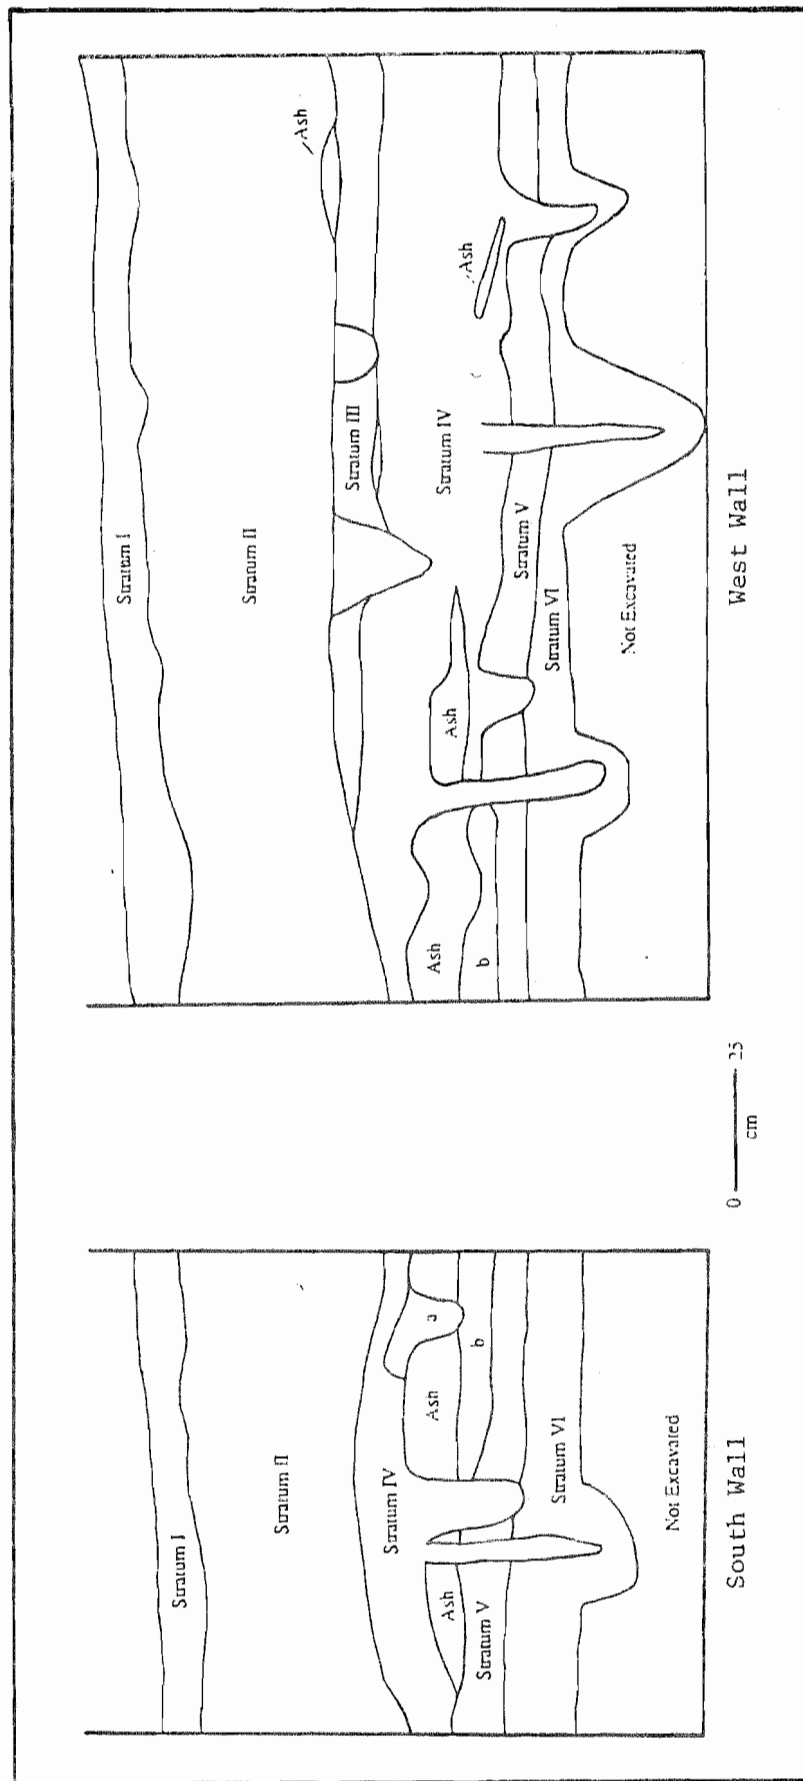 Stratum I
Stratum II
Stratum IV
Ash
Stratum V
Ash
a
b
Stratum VI
Not Excavated
South Wall
0 25
cm
Stratum I
Stratum II
Ash
Stratum III
Stratum IV
Ash
Ash
Ash
b
Stratum V
Stratum VI
Not Excavated
West Wall